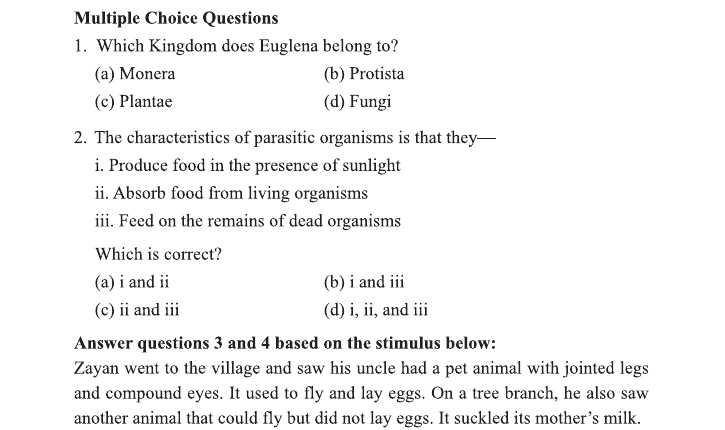 Multiple Choice Questions
1. Which Kingdom does Euglena belong to?
(a) Monera (b) Protista
(c) Plantae (d) Fungi
2. The characteristics of parasitic organisms is that they—
i. Produce food in the presence of sunlight
ii. Absorb food from living organisms
iii. Feed on the remains of dead organisms
Which is correct?
(a) i and ii (b) i and iii
(c) ii and iii (d) i, ii, and iii
Answer questions 3 and 4 based on the stimulus below:
Zayan went to the village and saw his uncle had a pet animal with jointed legs
and compound eyes. It used to fly and lay eggs. On a tree branch, he also saw
another animal that could fly but did not lay eggs. It suckled its mother’s milk.